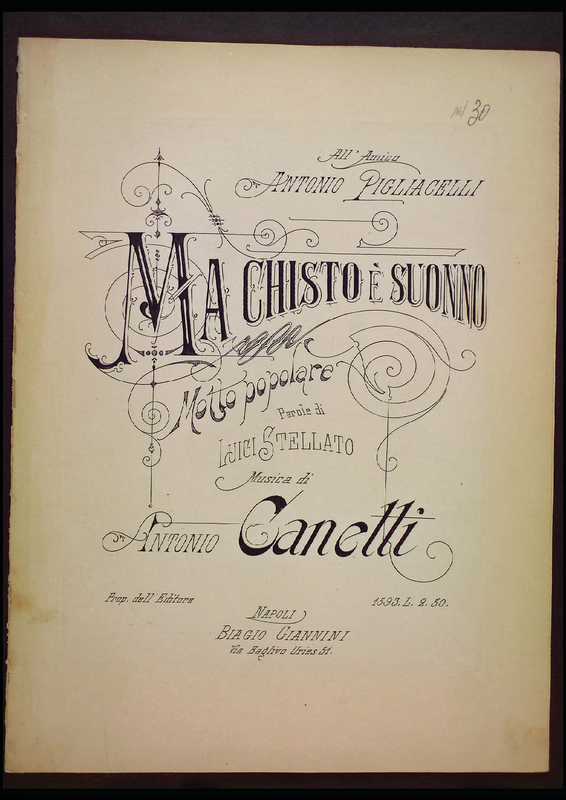 30
All' Amico
ANTONIO PIGLIACELLI
MA CHISTO È SUONNO
Motto popolare
Parole di
LUIGI STELLATO
Musica di
ANTONIO Canetti
Prop. dell' Editore
1593. L. 2. 50.
NAPOLI
BIAGIO GIANNINI
Via Baglivo Uries 51.